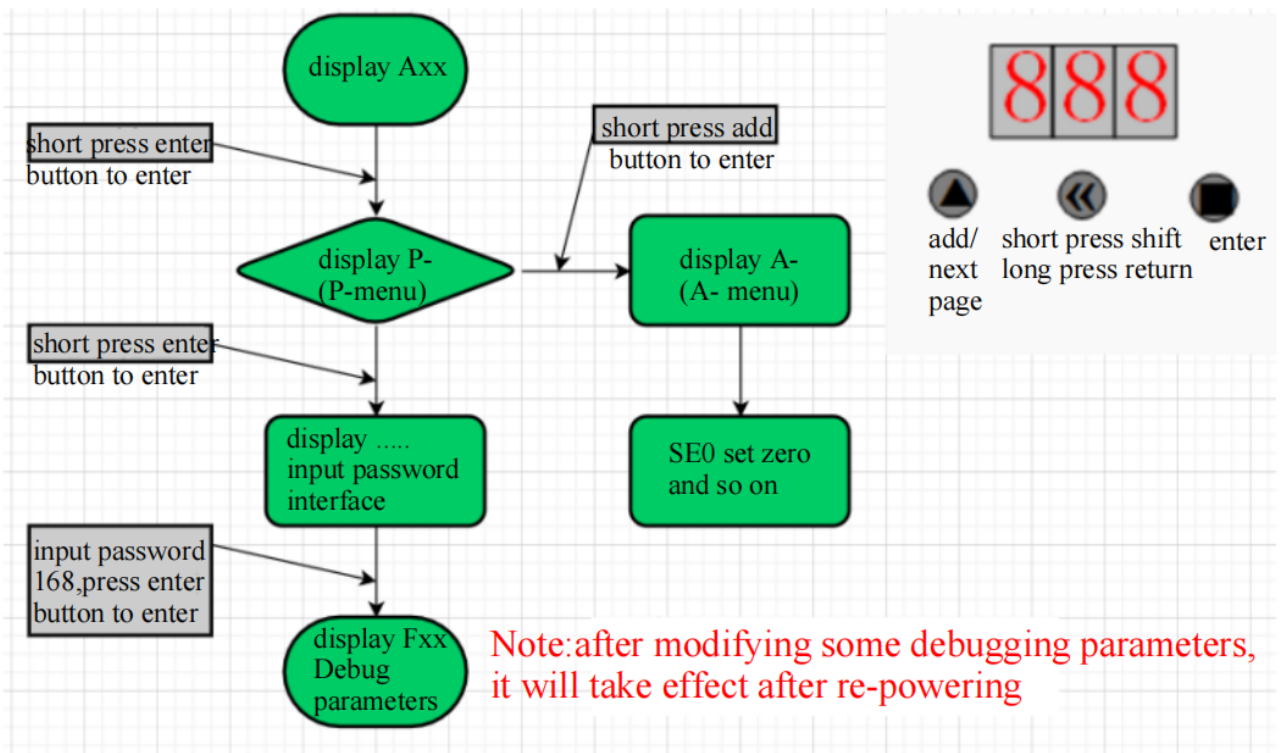 display Axx
short press enter
button to enter
short press add
button to enter
888
add/
next
page
short press shift
long press return
enter
display P-
(P-menu)
display A-
(A- menu)
short press enter
button to enter
display .....
input password
interface
SE0 set zero
and so on
input password
168,press enter
button to enter
display Fxx
Debug
parameters
Note:after modifying some debugging parameters,
it will take effect after re-powering